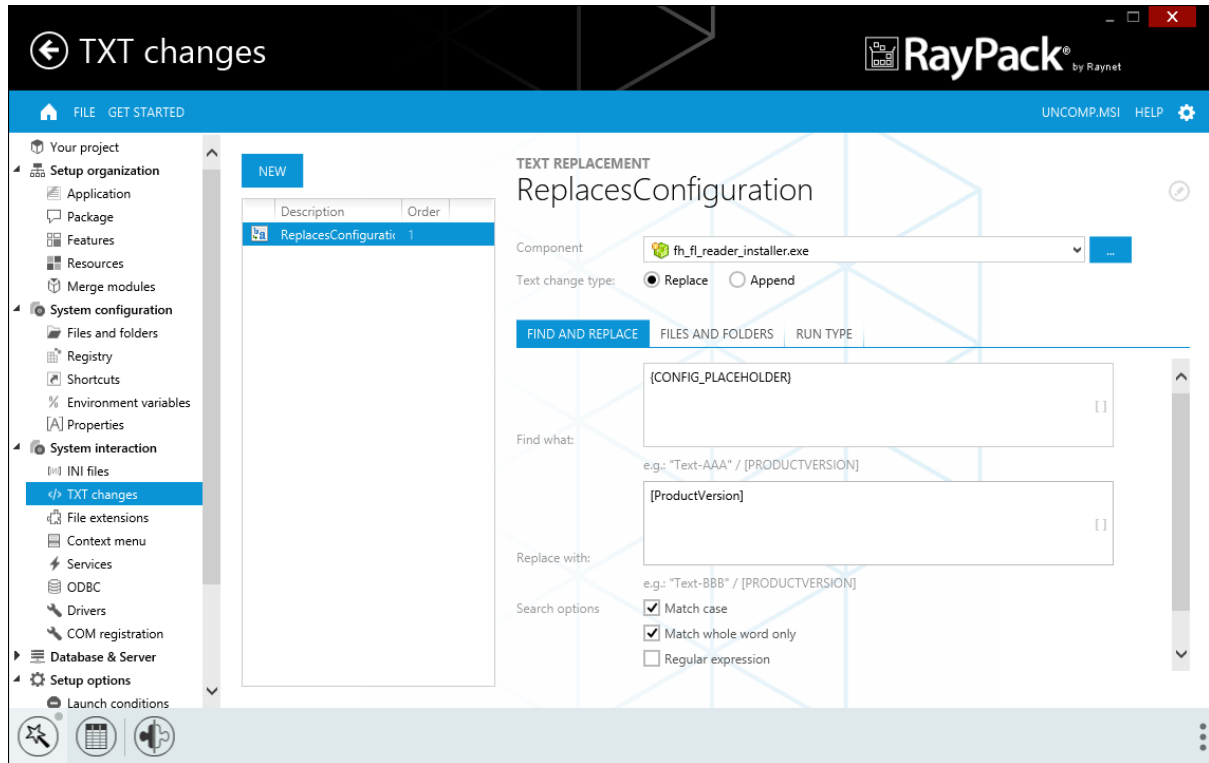 TXT changes
RayPack® by Raynet
FILE GET STARTED
UNCOMP.MSI HELP
Your project
Setup organization
Application
Package
Features
Resources
Merge modules
System configuration
Files and folders
Registry
Shortcuts
Environment variables
[A] Properties
System interaction
INI files
</> TXT changes
File extensions
Context menu
Services
ODBC
Drivers
COM registration
Database & Server
Setup options
Launch conditions
NEW
Description Order
ReplacesConfiguratic 1
TEXT REPLACEMENT
ReplacesConfiguration
Component fh_fl_reader_installer.exe ...
Text change type: Replace Append
FIND AND REPLACE FILES AND FOLDERS RUN TYPE
{CONFIG_PLACEHOLDER}
[]
Find what:
e.g.: "Text-AAA" / [PRODUCTVERSION]
[ProductVersion]
[]
Replace with:
e.g.: "Text-BBB" / [PRODUCTVERSION]
Search options Match case
Match whole word only
Regular expression